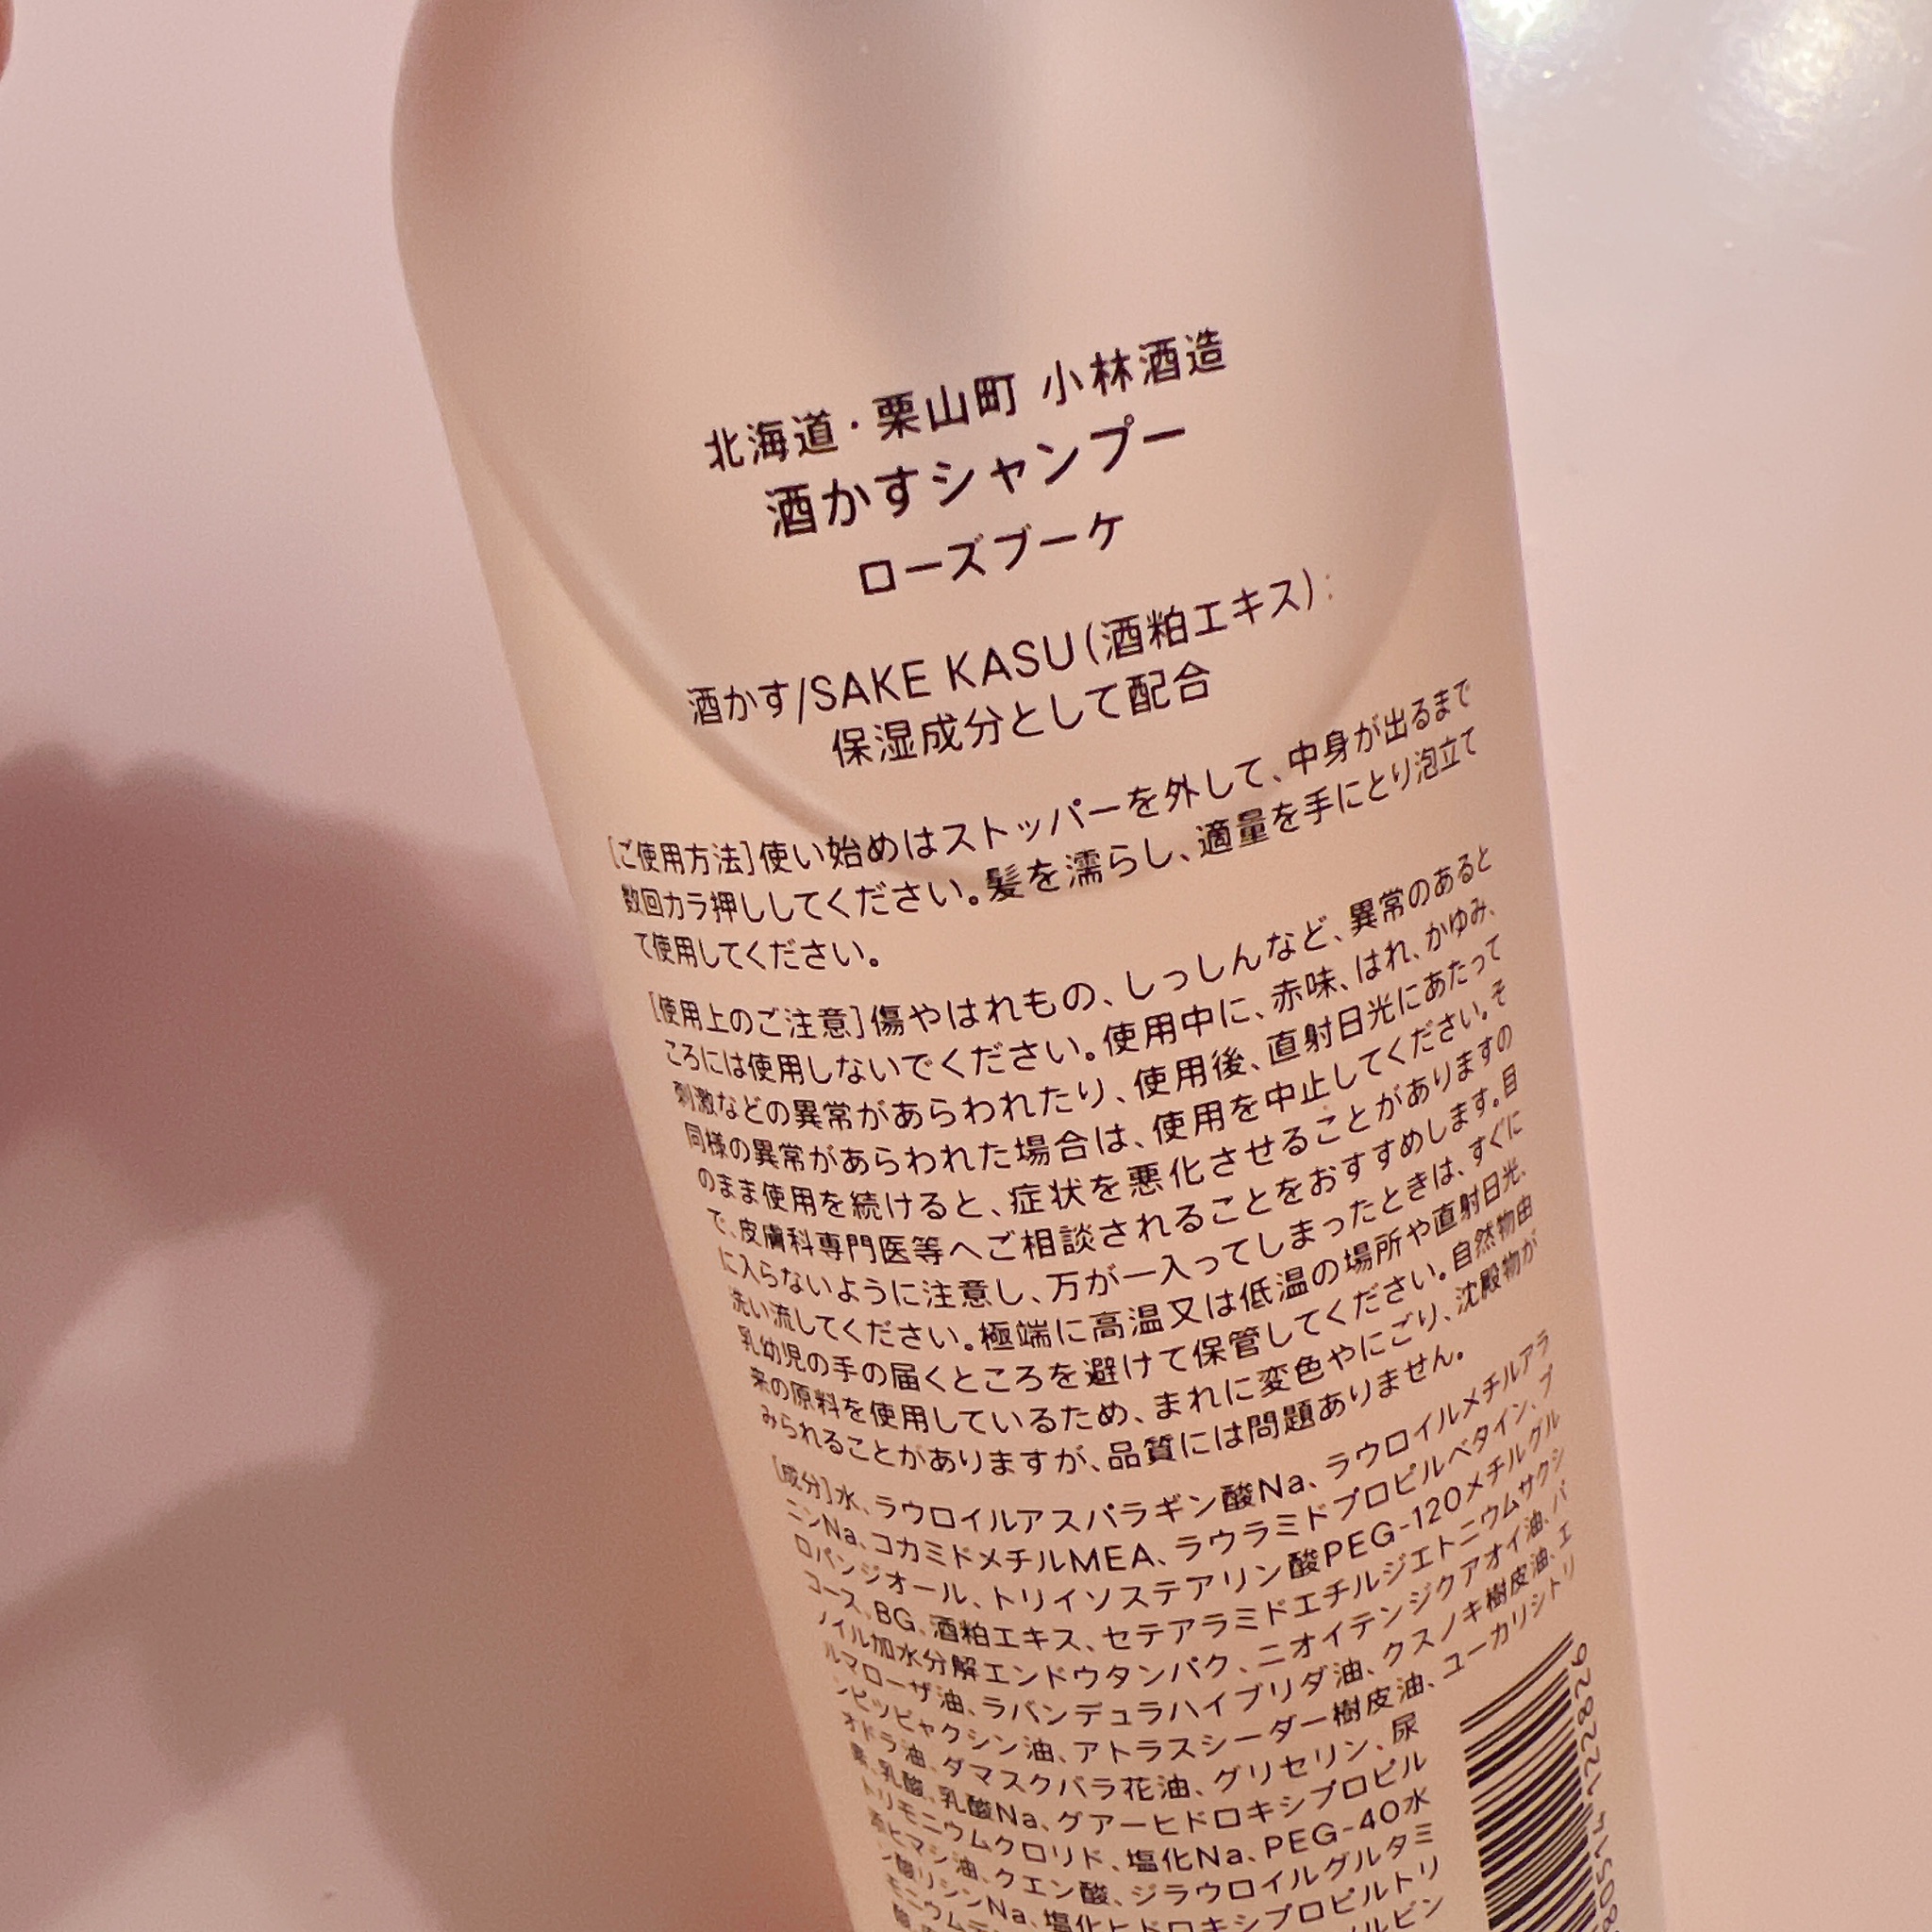 北海道・栗山町 小林酒造
酒かすシャンプー
ローズブーケ
酒かす/SAKE KASU(酒粕エキス):
保湿成分として配合
[ご使用方法]使い始めはストッパーを外して、中身が出るまで
数回カラ押ししてください。髪を濡らし、適量を手にとり泡立て
て使用してください。
[使用上のご注意]傷やはれもの、しっしんなど、異常のあると
ころには使用しないでください。使用中に、赤味、はれ、かゆみ、
刺激などの異常があらわれたり、使用後、直射日光にあたって
同様の異常があらわれた場合は、使用を中止してください。そ
のまま使用を続けると、症状を悪化させることがありますの
で、皮膚科専門医等へご相談されることをおすすめします。目
に入らないように注意し、万が一入ってしまったときは、すぐに
洗い流してください。極端に高温又は低温の場所や直射日光、
乳幼児の手の届くところを避けて保管してください。自然物由
来の原料を使用しているため、まれに変色やにごり、沈殿物が
みられることがありますが、品質には問題ありません。
[成分]水、ラウロイルアスパラギン酸Na、ラウロイルメチルアラ
ニンNa、コカミドメチルMEA、ラウラミドプロピルベタイン、プ
ロパンジオール、トリイソステアリン酸PEG-120メチルグル
コース、BG、酒粕エキス、セテアラミドエチルジエトニウムサクシ
ノイル加水分解エンドウタンパク、ニオイテンジクアオイ油、パ
ルマローザ油、ラバンデュラハイブリダ油、クスノキ樹皮油、エ
ンピツビャクシン油、アトラスシーダー樹皮油、ユーカリシトリ
オドラ油、ダマスクバラ花油、グリセリン、尿
素、乳酸、乳酸Na、グアーヒドロキシプロピル
トリモニウムクロリド、塩化Na、PEG-40水
添ヒマシ油、クエン酸、ジラウロイルグルタミ
ン酸リシンNa、塩化ヒドロキシプロピルトリ